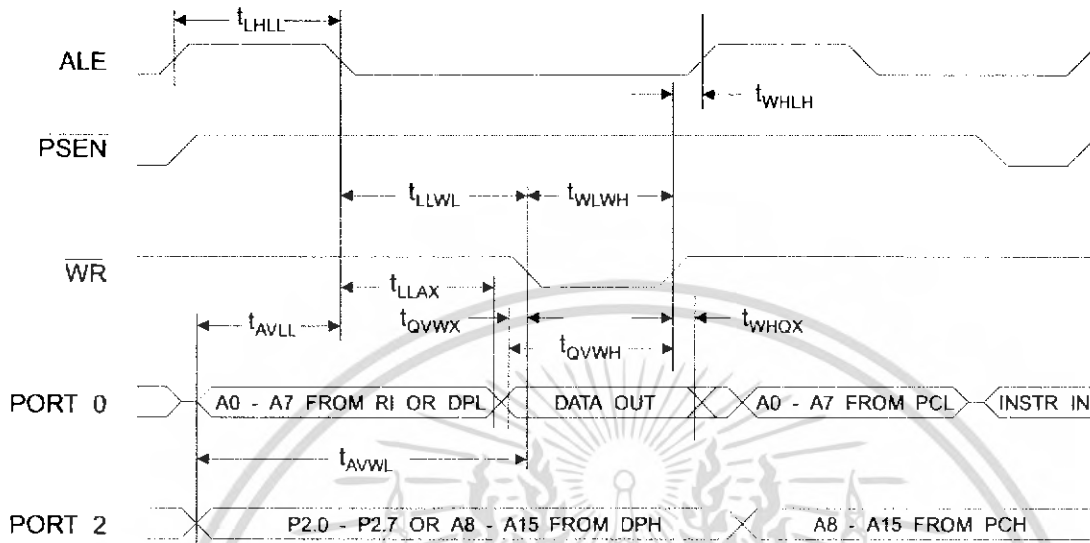 tLHLL
ALE
tWHLH
PSEN
tLLWL
tWLWH
WR
tLLAX
tAVLL
tQVWX
tWHQX
tQVWH
PORT 0
A0 - A7 FROM RI OR DPL
DATA OUT
A0 - A7 FROM PCL
INSTR IN
tAVWL
PORT 2
P2.0 - P2.7 OR A8 - A15 FROM DPH
A8 - A15 FROM PCH